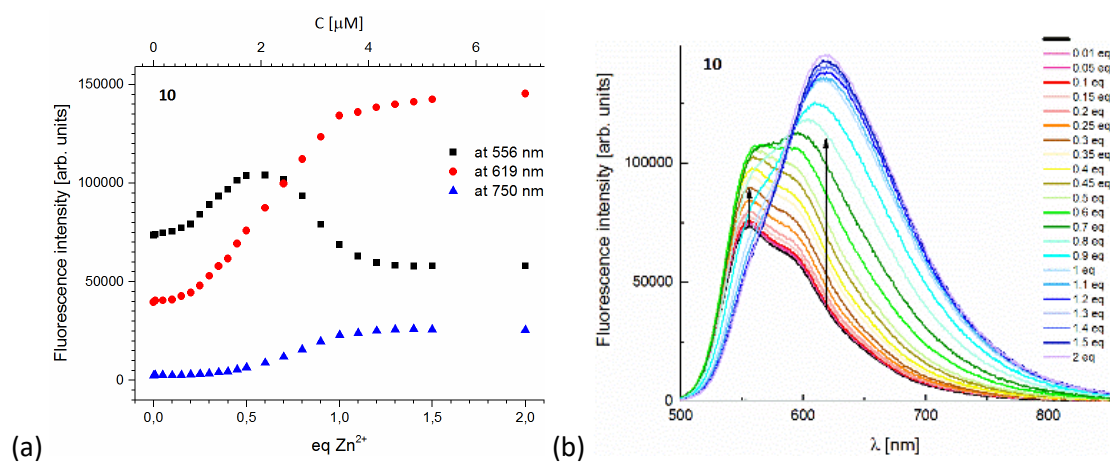 C [μM]
0 2 4 6
150000
100000
50000
0
Fluorescence intensity [arb. units]
10
at 556 nm
at 619 nm
at 750 nm
0,0 0,5 1,0 1,5 2,0
eq Zn²⁺
(a)
100000
50000
0
Fluorescence intensity [arb. units]
10
0.01 eq
0.05 eq
0.1 eq
0.15 eq
0.2 eq
0.25 eq
0.3 eq
0.35 eq
0.4 eq
0.45 eq
0.5 eq
0.6 eq
0.7 eq
0.8 eq
0.9 eq
1 eq
1.1 eq
1.2 eq
1.3 eq
1.4 eq
1.5 eq
2 eq
500 600 700 800
λ [nm]
(b)